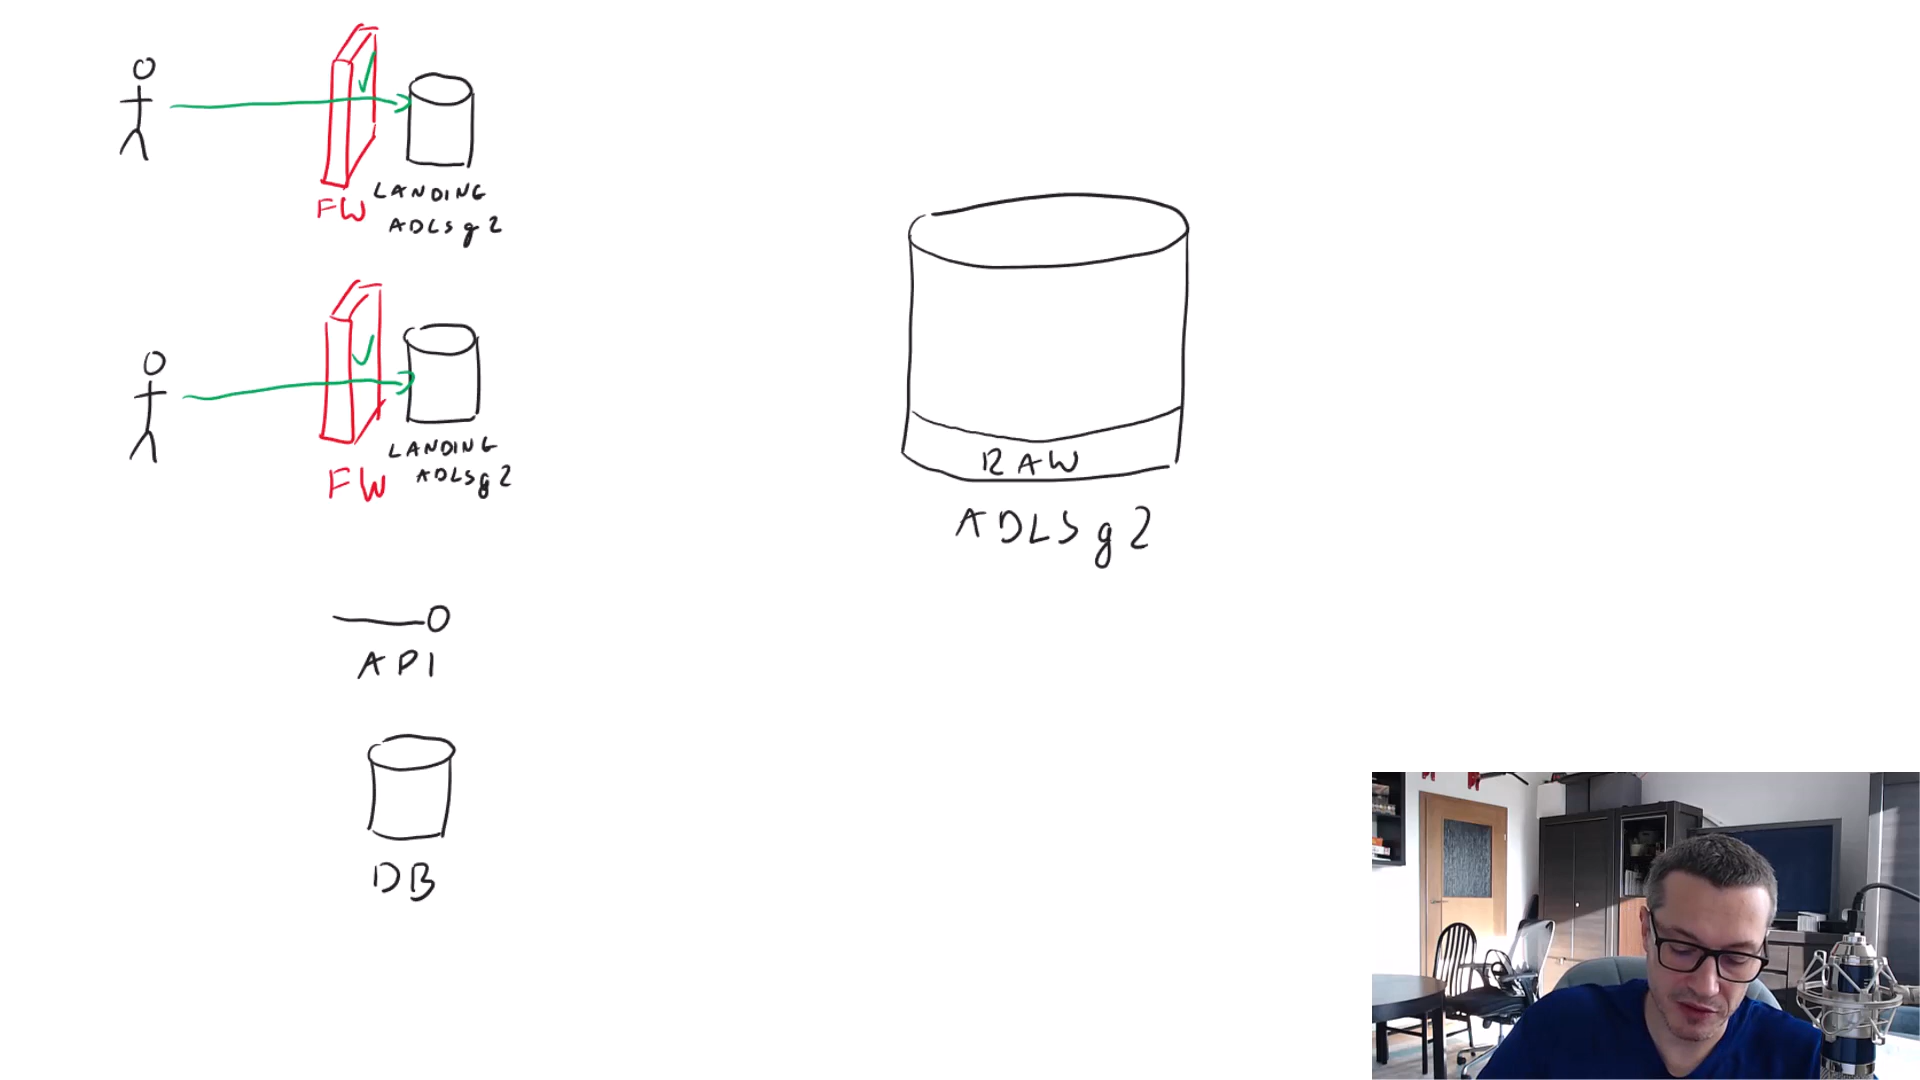 FW
LANDING
ADLSg2
FW
LANDING
ADLSg2
RAW
ADLSg2
API
DB